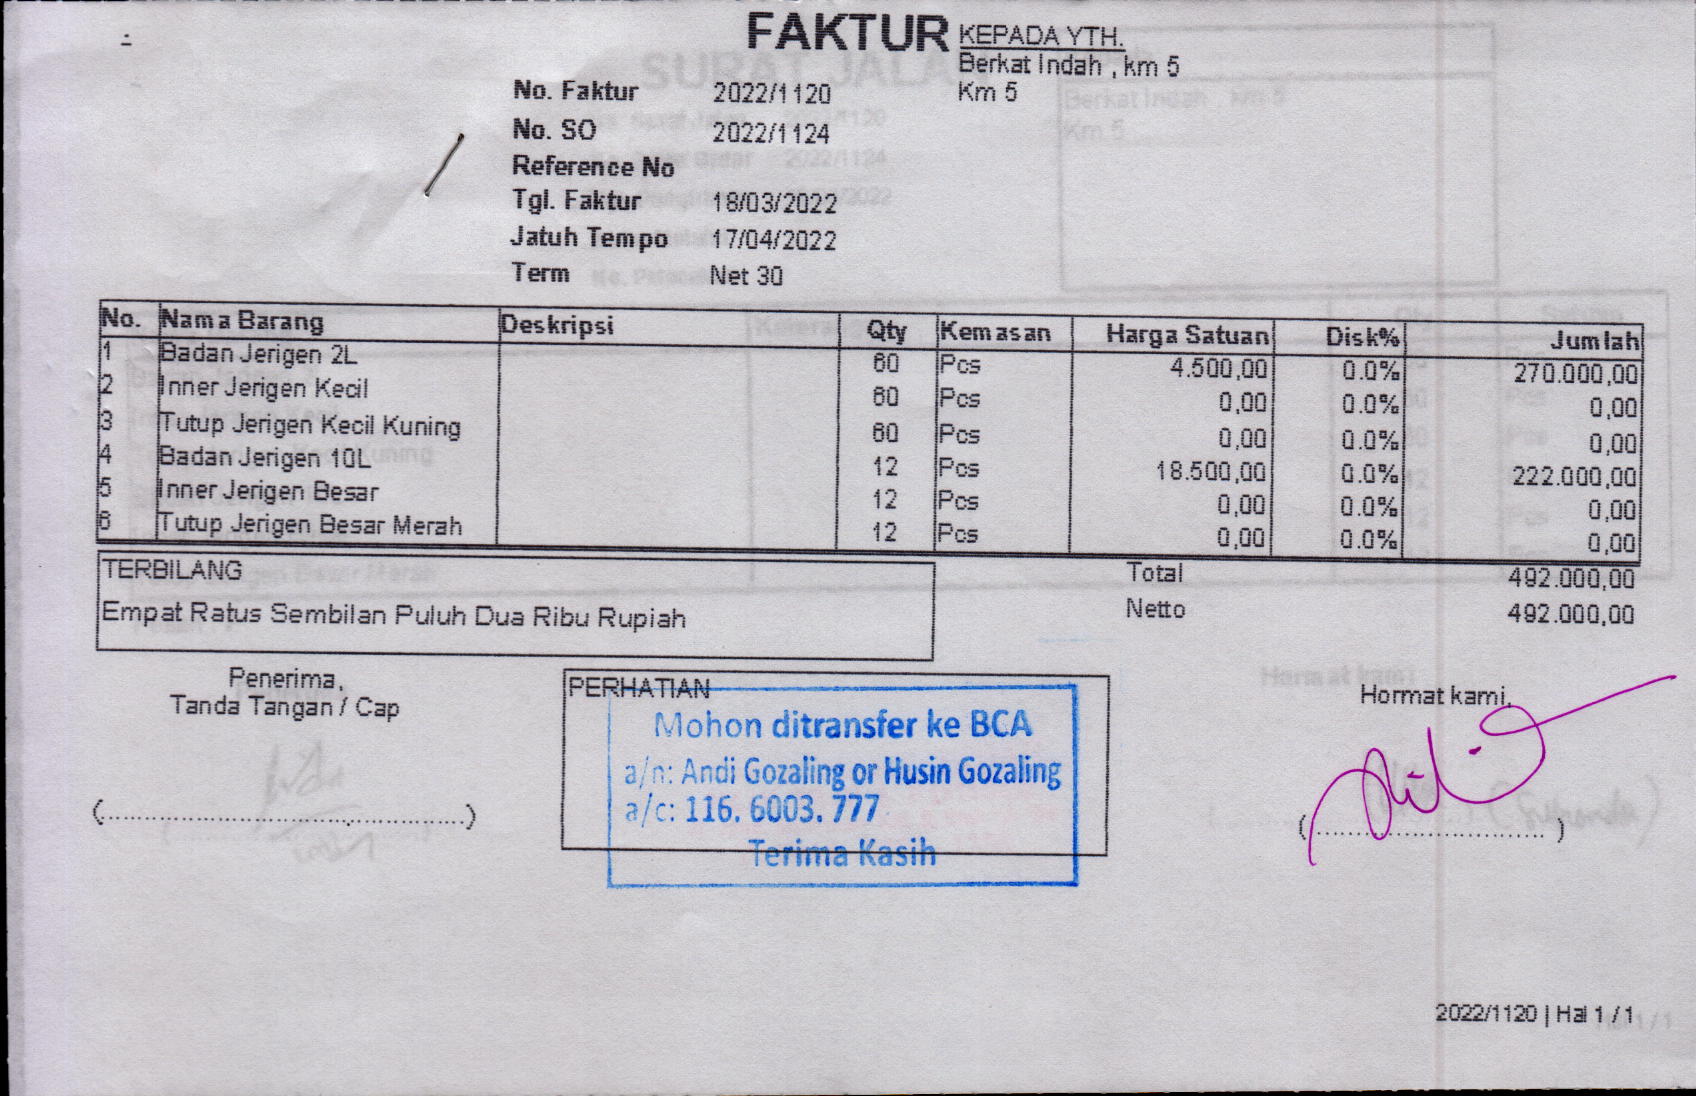 FAKTUR
KEPADA YTH.
Berkat Indah , km 5
Km 5
No. Faktur 2022/1120
No. SO 2022/1124
Reference No
Tgl. Faktur 18/03/2022
Jatuh Tempo 17/04/2022
Term Net 30
No. Nama Barang Deskripsi Qty Kemasan Harga Satuan Disk% Jumlah
1 Badan Jerigen 2L 60 Pcs 4.500,00 0.0% 270.000,00
2 Inner Jerigen Kecil 60 Pcs 0,00 0.0% 0,00
3 Tutup Jerigen Kecil Kuning 60 Pcs 0,00 0.0% 0,00
4 Badan Jerigen 10L 12 Pcs 18.500,00 0.0% 222.000,00
5 Inner Jerigen Besar 12 Pcs 0,00 0.0% 0,00
6 Tutup Jerigen Besar Merah 12 Pcs 0,00 0.0% 0,00
TERBILANG
Empat Ratus Sembilan Puluh Dua Ribu Rupiah
Total 492.000,00
Netto 492.000,00
Penerima,
Tanda Tangan / Cap
(..................................................)
PERHATIAN
Mohon ditransfer ke BCA
a/n: Andi Gozaling or Husin Gozaling
a/c: 116. 6003. 777
Terima Kasih
Hormat kami,
(..................................)
2022/1120 | Hal 1 / 1